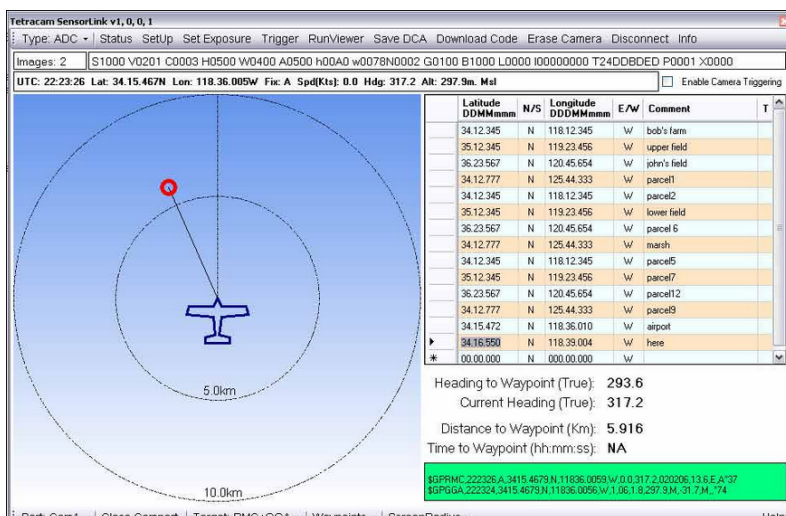 Tetracam SensorLink v1, 0, 0, 1
Type: ADC Status SetUp Set Exposure Trigger RunViewer Save DCA Download Code Erase Camera Disconnect Info
Images: 2 S1000 V0201 C0003 H0500 W0400 A0500 h00A0 w0078N0002 G0100 B1000 L0000 I00000000 T24DDBDED P0001 X0000
UTC: 22:23:26 Lat: 34.15.467N Lon: 118.36.005W Fix: A Spd[Kts]: 0.0 Hdg: 317.2 Alt: 297.9m. Msl Enable Camera Triggering
Latitude DDMMmmm N/S Longitude DDDMMmmm E/W Comment T
34.12.345 N 118.12.345 W bob's farm
35.12.345 N 119.23.456 W upper field
36.23.567 N 120.45.654 W john's field
34.12.777 N 125.44.333 W parcel1
34.12.345 N 118.12.345 W parcel2
35.12.345 N 119.23.456 W lower field
36.23.567 N 120.45.654 W parcel 6
34.12.777 N 125.44.333 W marsh
34.12.345 N 118.12.345 W parcel5
35.12.345 N 119.23.456 W parcel7
36.23.567 N 120.45.654 W parcel12
34.12.777 N 125.44.333 W parcel9
34.15.472 N 118.36.010 W airport
34.16.550 N 118.39.004 W here
* 00.00.000 N 000.00.000 W
5.0km
10.0km
Heading to Waypoint (True): 293.6
Current Heading (True): 317.2
Distance to Waypoint (Km): 5.916
Time to Waypoint (hh:mm:ss): NA
$GPRMC,222326,A,3415.4679,N,11836.0059,W,0.0,317.2,020206,13.6,E,A*37
$GPGGA,222324,3415.4679,N,11836.0056,W,1,06,1.8,297.9,M,-31.7,M,,*74